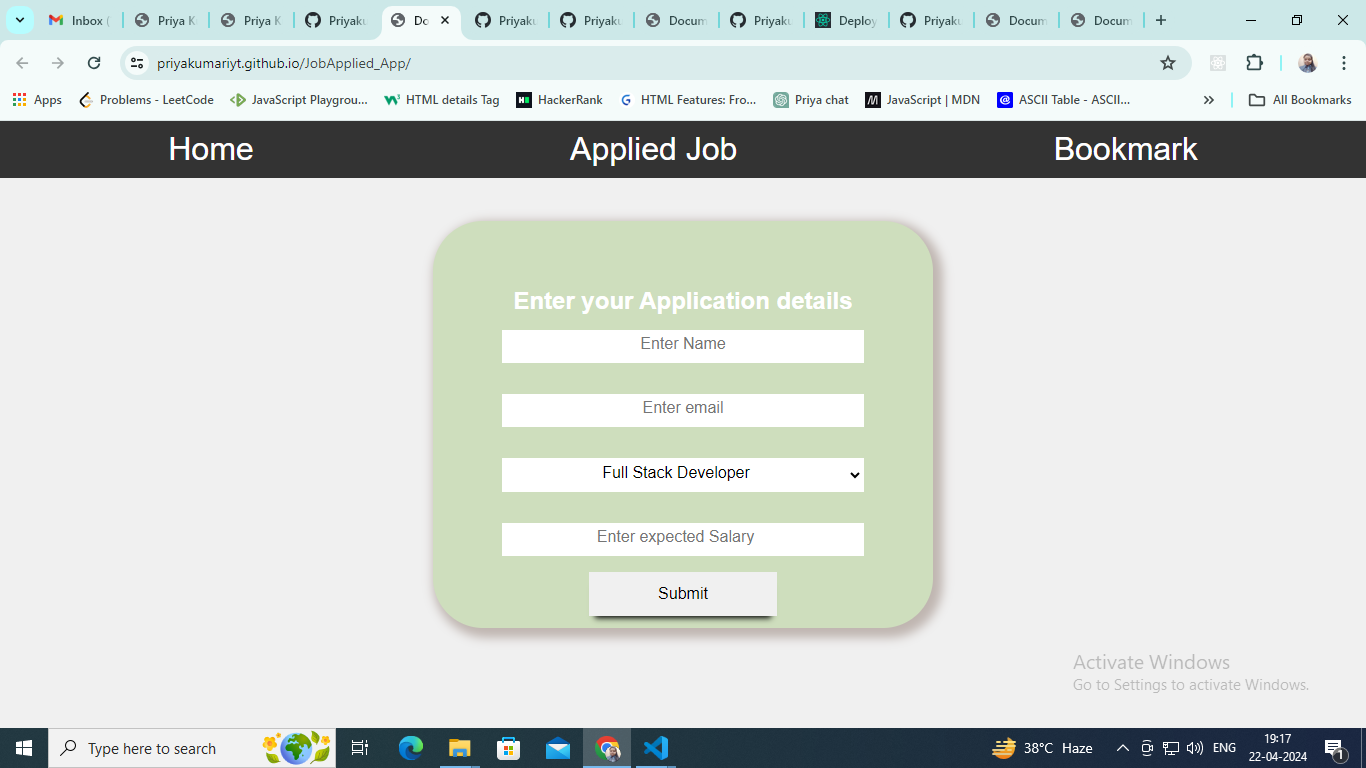 Inbox (
Priya K
Priya K
Priyaku
Do
Priyaku
Priyaku
Docum
Priyaku
Deploy
Priyaku
Docum
Docum
priyakumariyt.github.io/JobApplied_App/
Apps
Problems - LeetCode
JavaScript Playgrou...
HTML details Tag
HackerRank
HTML Features: Fro...
Priya chat
JavaScript | MDN
ASCII Table - ASCII...
All Bookmarks
Home
Applied Job
Bookmark
Enter your Application details
Enter Name
Enter email
Full Stack Developer
Enter expected Salary
Submit
Activate Windows
Go to Settings to activate Windows.
Type here to search
38°C Haze
ENG
19:17
22-04-2024
1